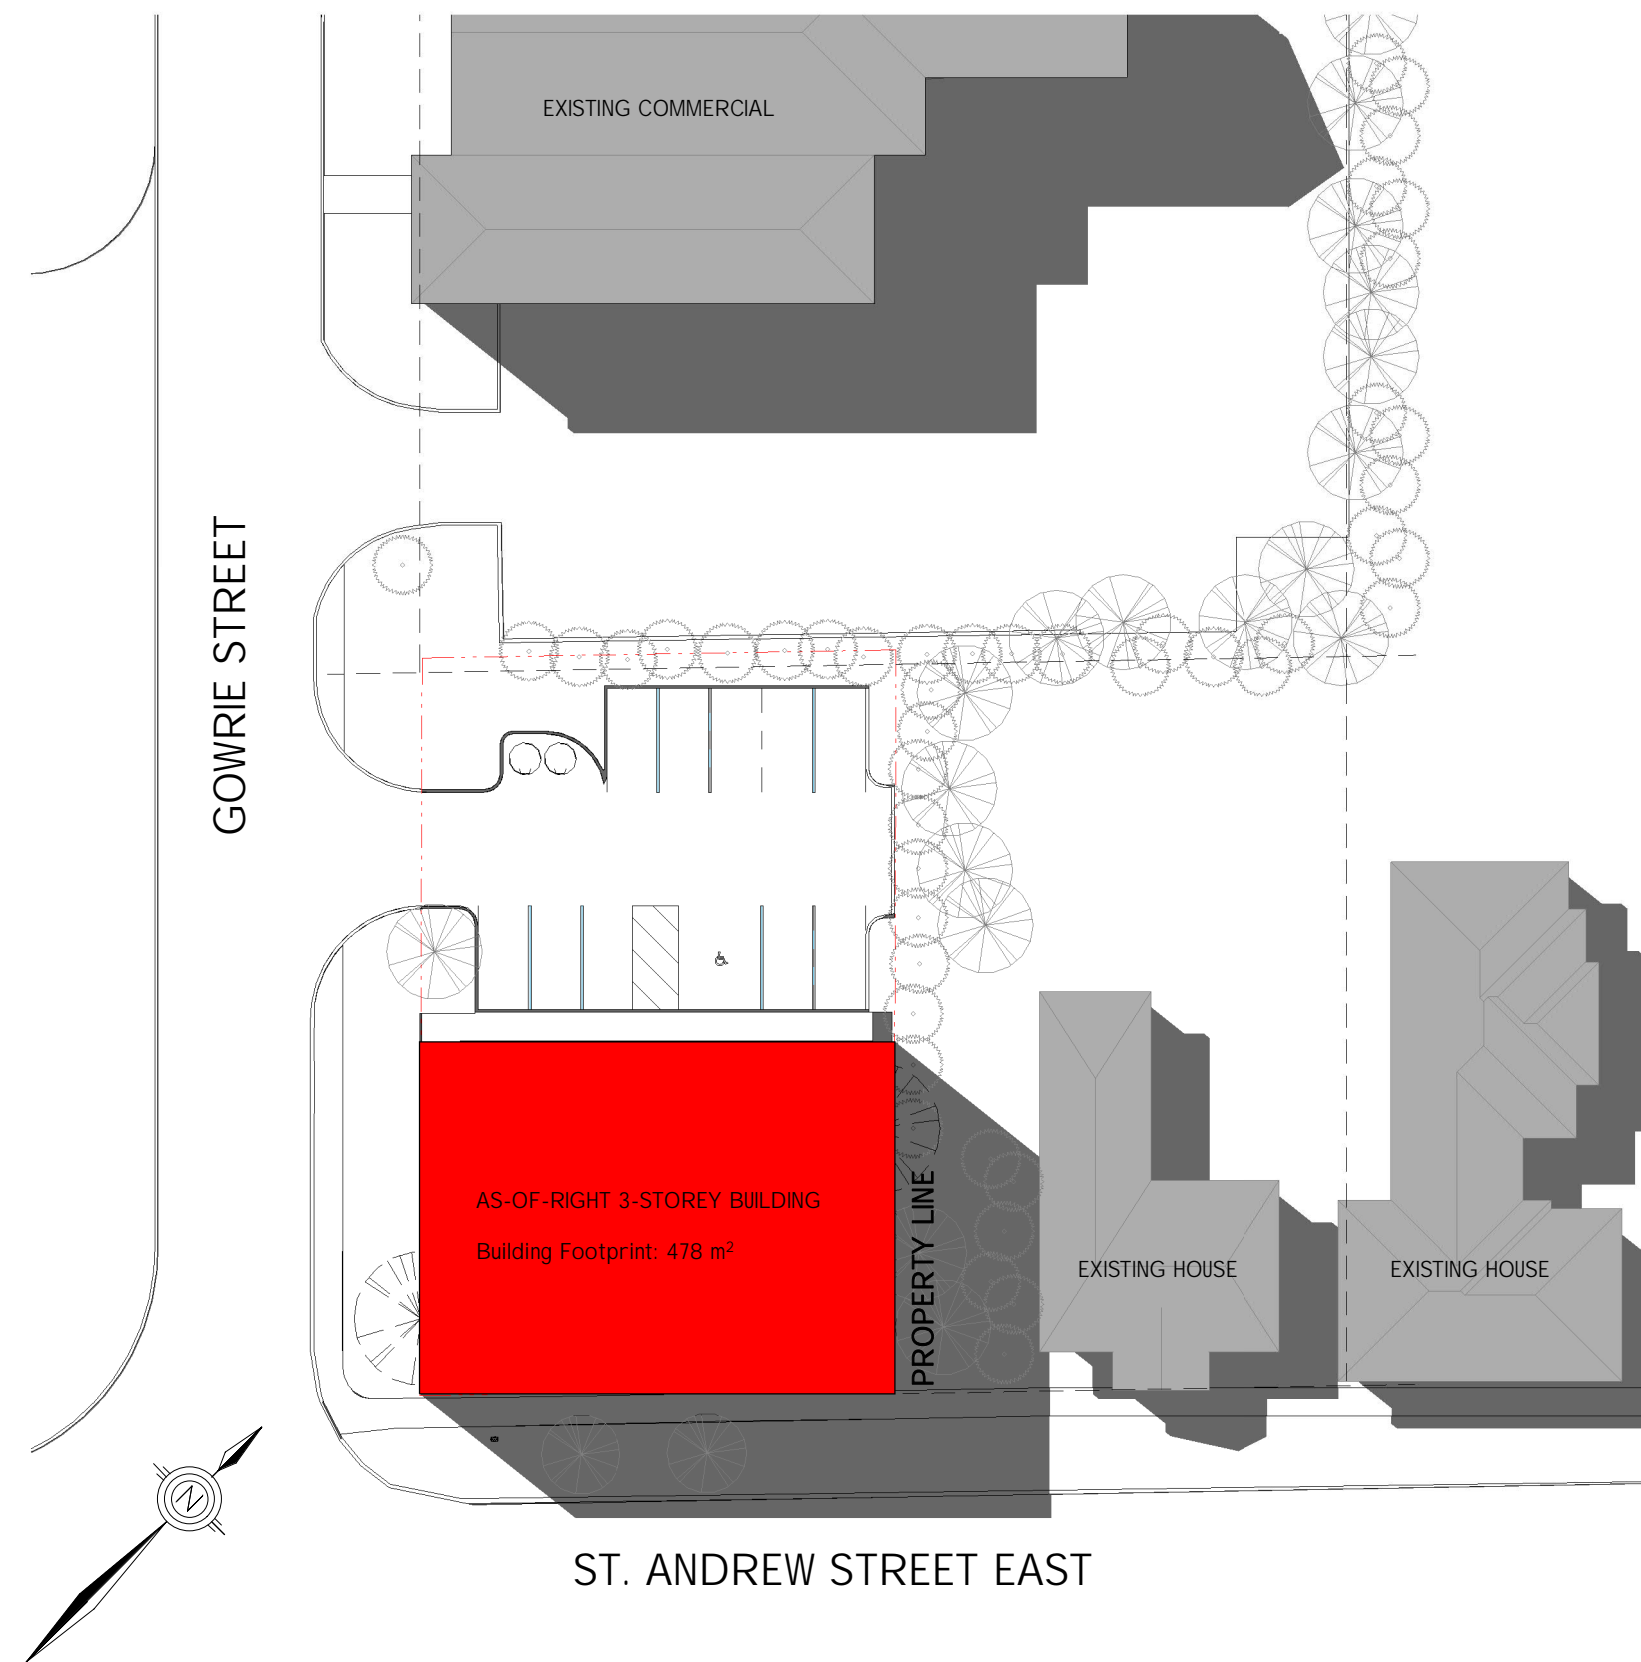 EXISTING COMMERCIAL
GOWRIE STREET
AS-OF-RIGHT 3-STOREY BUILDING
Building Footprint: 478 m²
PROPERTY LINE
EXISTING HOUSE
EXISTING HOUSE
N
ST. ANDREW STREET EAST